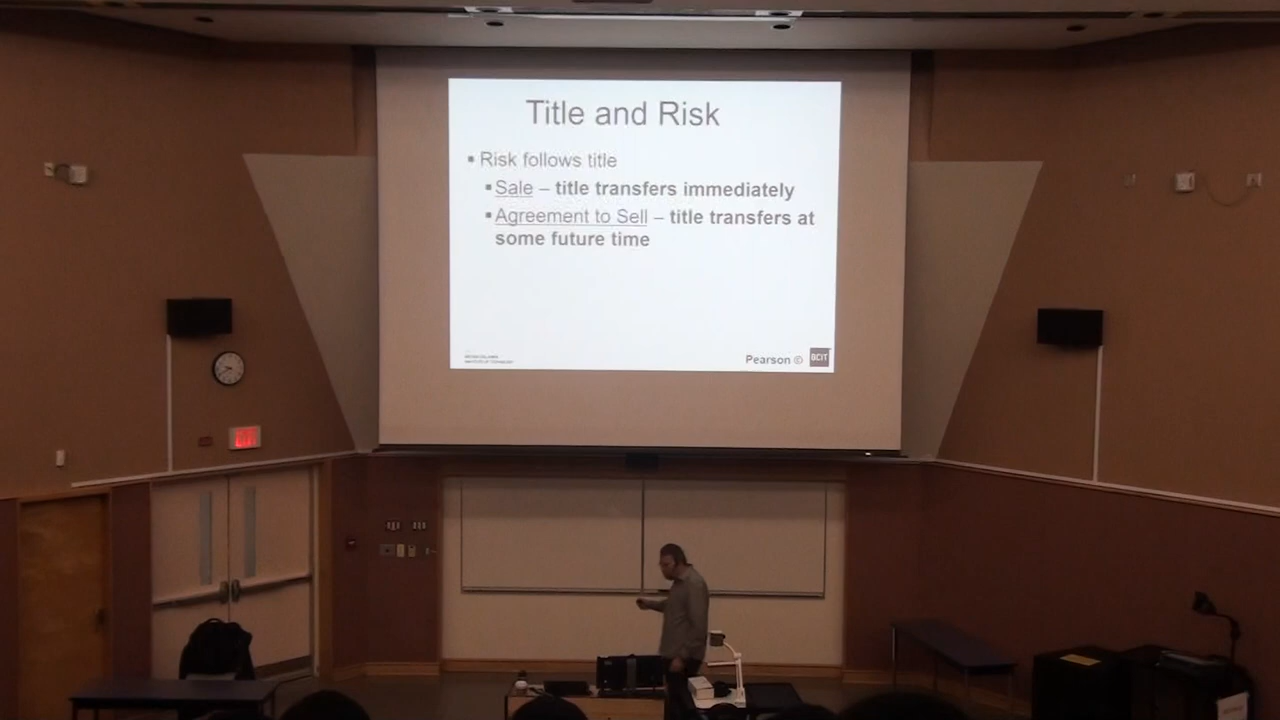 Title and Risk
▪ Risk follows title
▪ Sale – title transfers immediately
▪ Agreement to Sell – title transfers at
some future time
Pearson ©
BCIT